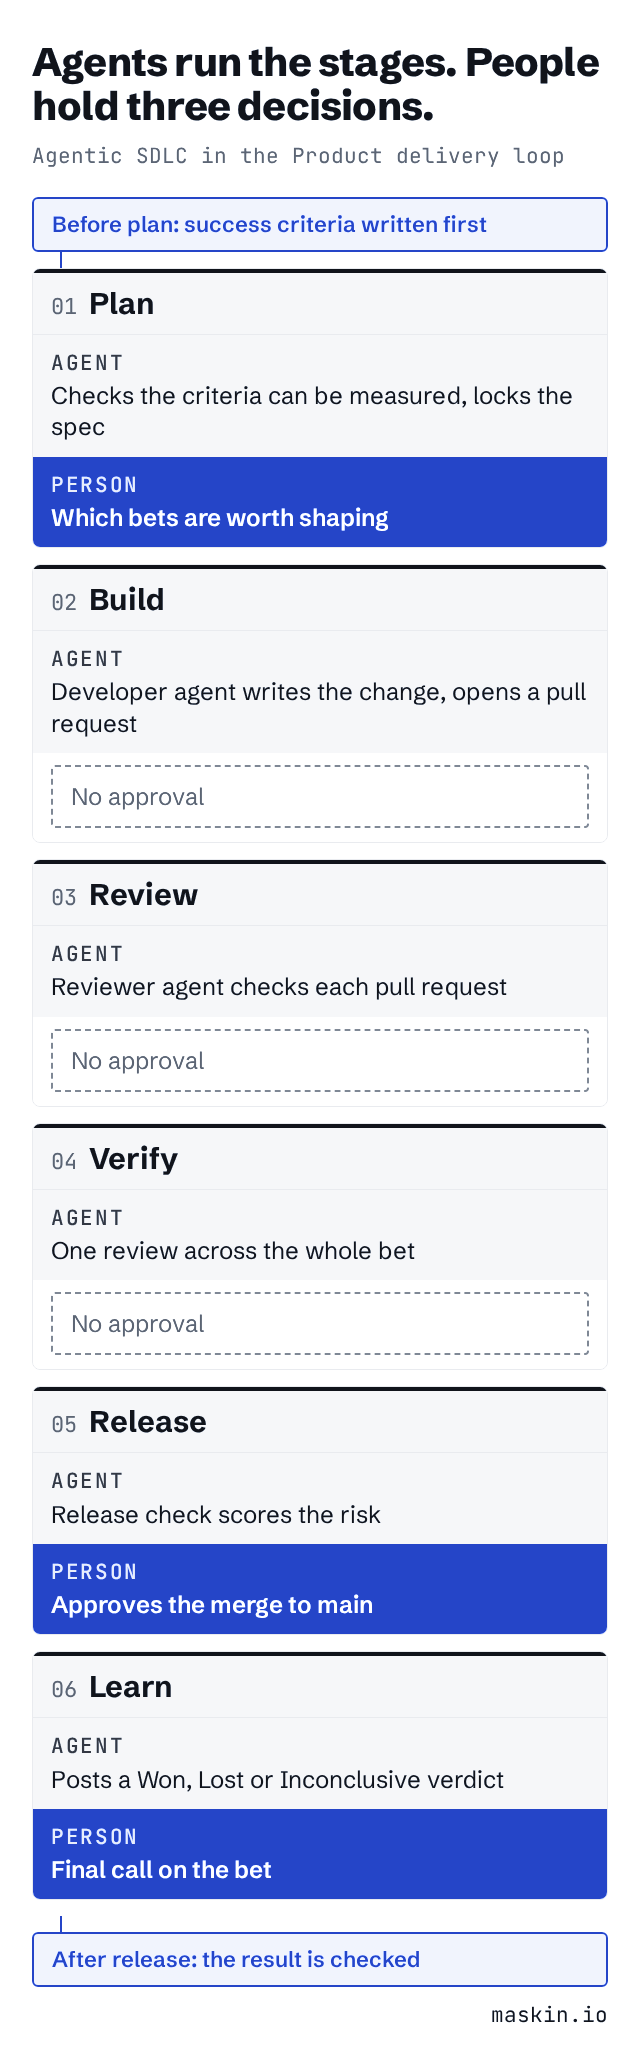 Agents run the stages. People
hold three decisions.
Agentic SDLC in the Product delivery loop
Before plan: success criteria written first
01 Plan
AGENT
Checks the criteria can be measured, locks the
spec
PERSON
Which bets are worth shaping
02 Build
AGENT
Developer agent writes the change, opens a pull
request
No approval
03 Review
AGENT
Reviewer agent checks each pull request
No approval
04 Verify
AGENT
One review across the whole bet
No approval
05 Release
AGENT
Release check scores the risk
PERSON
Approves the merge to main
06 Learn
AGENT
Posts a Won, Lost or Inconclusive verdict
PERSON
Final call on the bet
After release: the result is checked
maskin.io